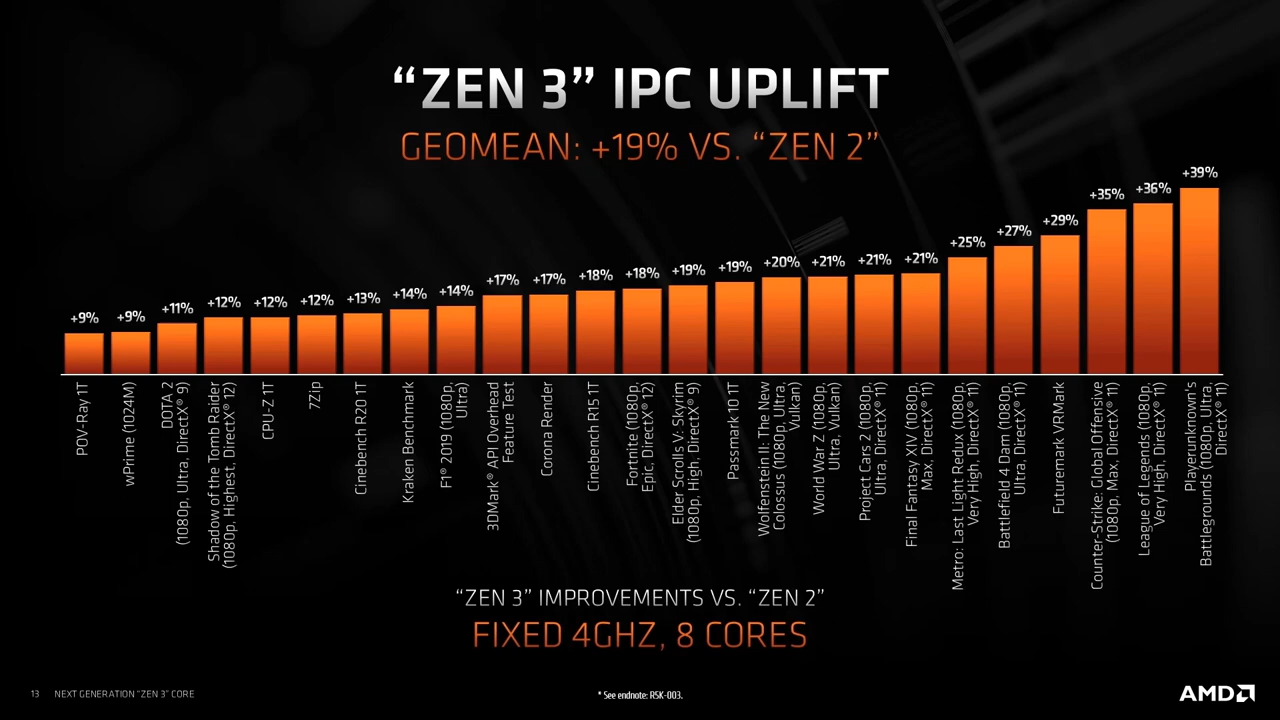 “ZEN 3” IPC UPLIFT
GEOMEAN: +19% VS. “ZEN 2”
+9%
+9%
+11%
+12%
+12%
+12%
+13%
+14%
+14%
+17%
+17%
+18%
+18%
+19%
+19%
+20%
+21%
+21%
+21%
+25%
+27%
+29%
+35%
+36%
+39%
POV-Ray 1T
wPrime (1024M)
DOTA 2
(1080p, Ultra, DirectX® 9)
Shadow of the Tomb Raider
(1080p, Highest, DirectX® 12)
CPU-Z 1T
7Zip
Cinebench R20 1T
Kraken Benchmark
F1® 2019 (1080p,
Ultra)
3DMark® API Overhead
Feature Test
Corona Render
Cinebench R15 1T
Fortnite (1080p,
Epic, DirectX® 12)
Elder Scrolls V: Skyrim
(1080p, High, DirectX® 9)
Passmark 10 1T
Wolfenstein II: The New
Colossus (1080p, Ultra,
Vulkan)
World War Z (1080p,
Ultra, Vulkan)
Project Cars 2 (1080p,
Ultra, DirectX® 11)
Final Fantasy XIV (1080p,
Max, DirectX® 11)
Metro: Last Light Redux (1080p,
Very High, DirectX® 11)
Battlefield 4 Dam (1080p,
Ultra, DirectX® 11)
Futuremark VRMark
Counter-Strike: Global Offensive
(1080p, Max, DirectX® 11)
League of Legends (1080p,
Very High, DirectX® 11)
Playerunknown's
Battlegrounds (1080p, Ultra,
DirectX® 11)
“ZEN 3” IMPROVEMENTS VS. “ZEN 2”
FIXED 4GHZ, 8 CORES
13 NEXT GENERATION “ZEN 3” CORE
* See endnote: R5K-003.
AMD